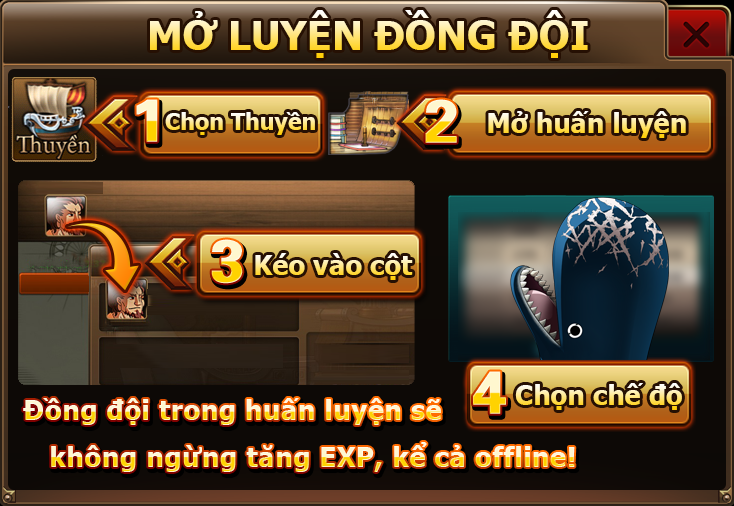 MỞ LUYỆN ĐỒNG ĐỘI
Thuyền
1 Chọn Thuyền
2 Mở huấn luyện
3 Kéo vào cột
4 Chọn chế độ
Đồng đội trong huấn luyện sẽ
không ngừng tăng EXP, kể cả offline!